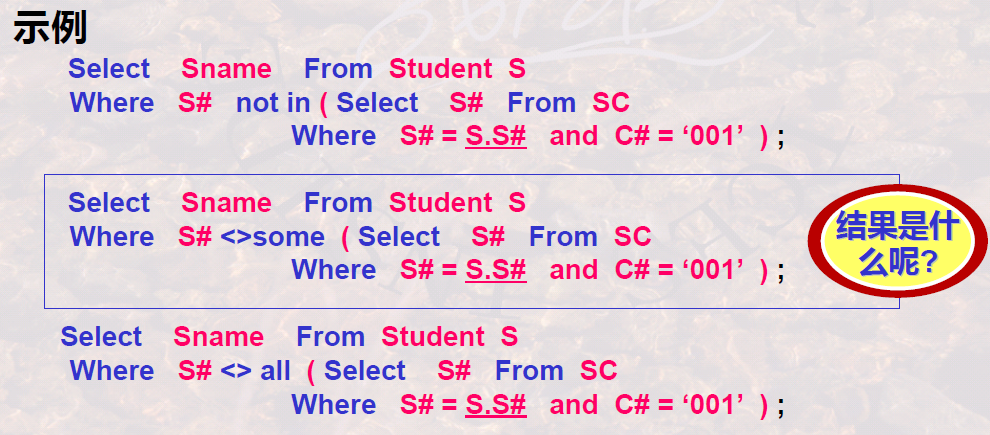 示例
Select Sname From Student S
Where S# not in ( Select S# From SC
Where S# = S.S# and C# = ‘001’ ) ;
Select Sname From Student S
Where S# <>some ( Select S# From SC
Where S# = S.S# and C# = ‘001’ ) ;
结果是什
么呢?
Select Sname From Student S
Where S# <> all ( Select S# From SC
Where S# = S.S# and C# = ‘001’ ) ;